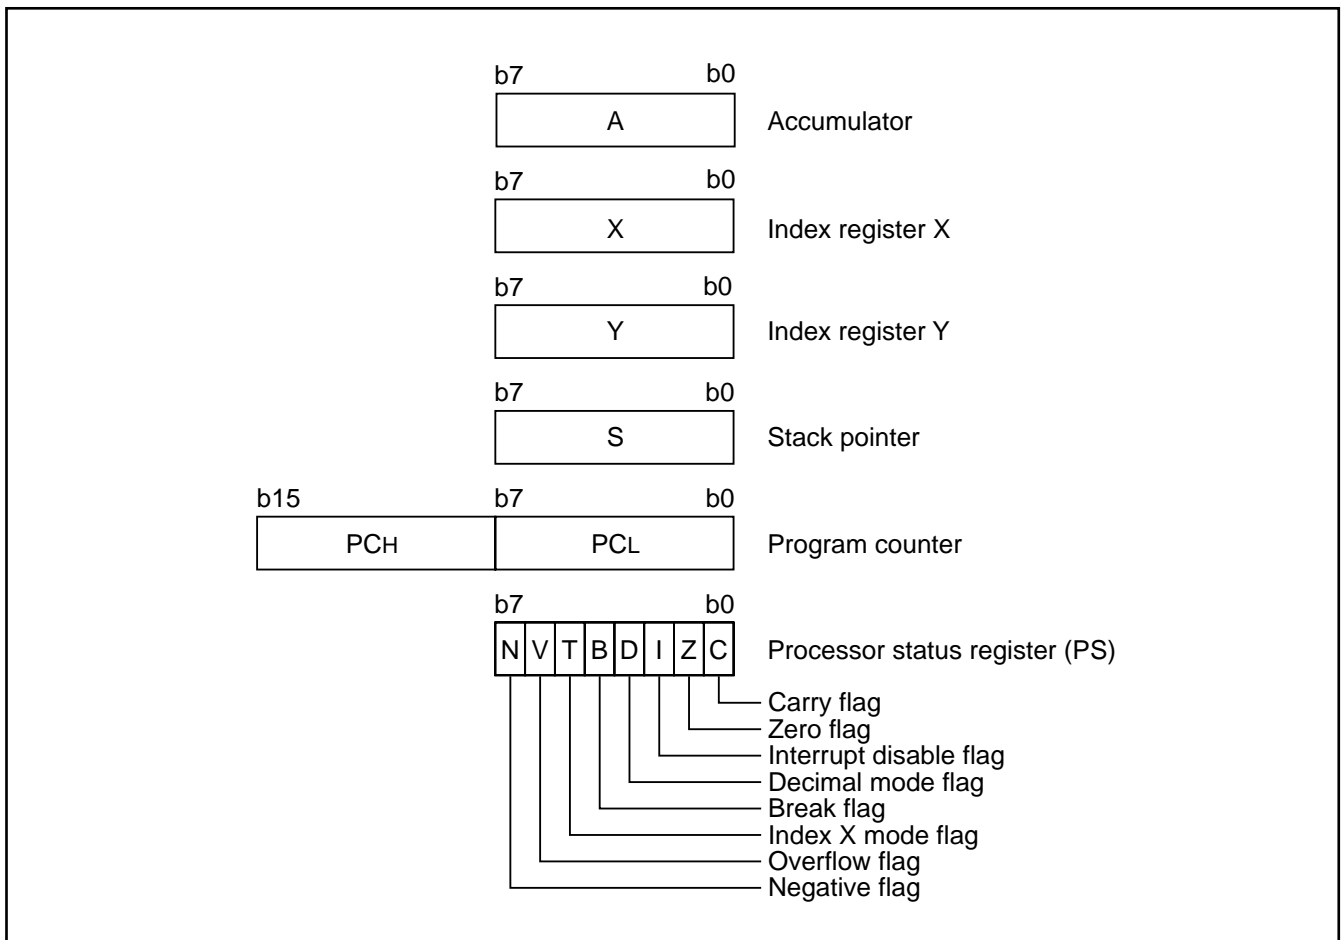 b7 b0
A Accumulator
b7 b0
X Index register X
b7 b0
Y Index register Y
b7 b0
S Stack pointer
b15 b7 b0
PCH PCL Program counter
b7 b0
N V T B D I Z C Processor status register (PS)
Carry flag
Zero flag
Interrupt disable flag
Decimal mode flag
Break flag
Index X mode flag
Overflow flag
Negative flag